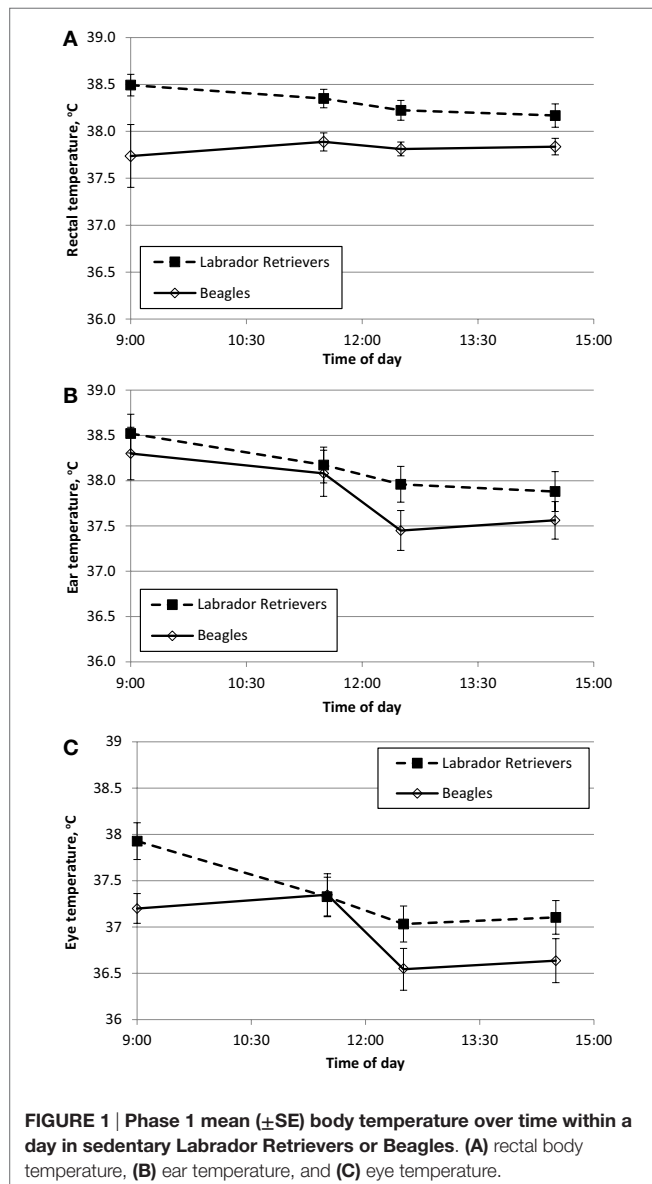 A
39.0
38.5
38.0
37.5
37.0
36.5
36.0
Rectal temperature, °C
Labrador Retrievers
Beagles
9:00 10:30 12:00 13:30 15:00
Time of day
B
39.0
38.5
38.0
37.5
37.0
36.5
36.0
Ear temperature, °C
Labrador Retrievers
Beagles
9:00 10:30 12:00 13:30 15:00
Time of day
C
39
38.5
38
37.5
37
36.5
36
Eye temperature, °C
Labrador Retrievers
Beagles
9:00 10:30 12:00 13:30 15:00
Time of day
FIGURE 1 | Phase 1 mean (±SE) body temperature over time within a
day in sedentary Labrador Retrievers or Beagles. (A) rectal body
temperature, (B) ear temperature, and (C) eye temperature.